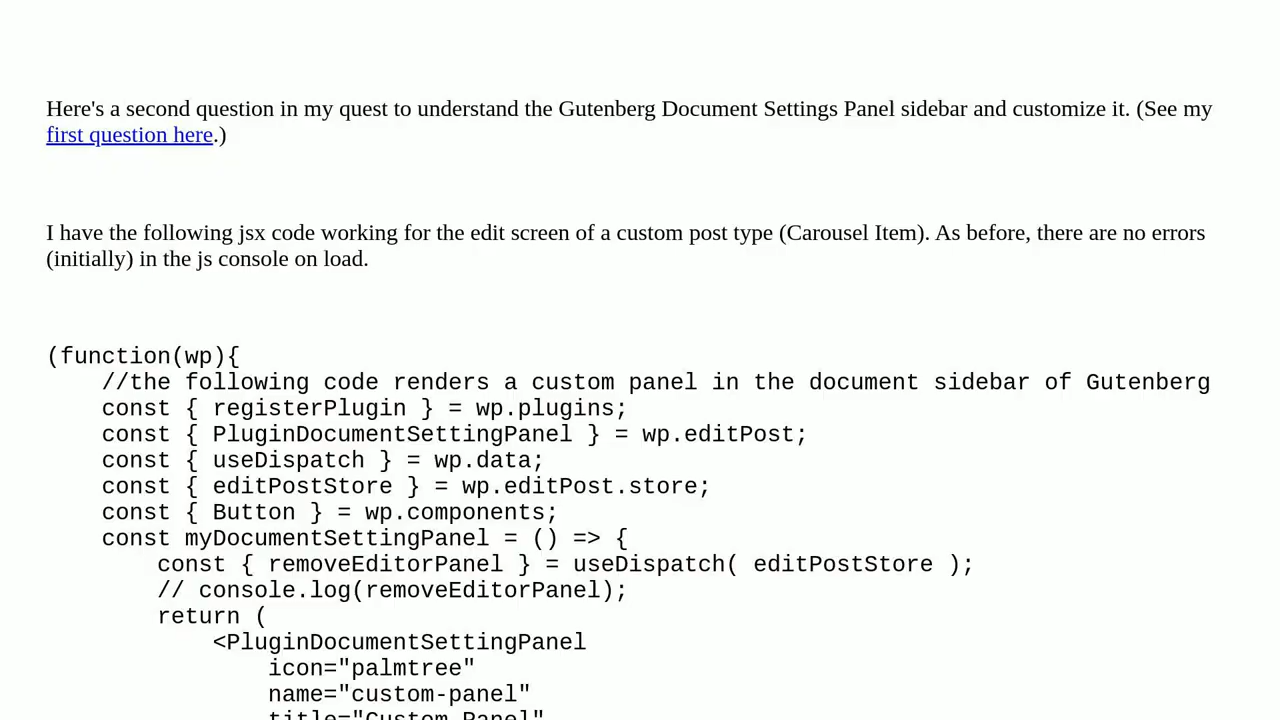 Here's a second question in my quest to understand the Gutenberg Document Settings Panel sidebar and customize it. (See my
first question here.)
I have the following jsx code working for the edit screen of a custom post type (Carousel Item). As before, there are no errors
(initially) in the js console on load.
(function(wp){
    //the following code renders a custom panel in the document sidebar of Gutenberg
    const { registerPlugin } = wp.plugins;
    const { PluginDocumentSettingPanel } = wp.editPost;
    const { useDispatch } = wp.data;
    const { editPostStore } = wp.editPost.store;
    const { Button } = wp.components;
    const myDocumentSettingPanel = () => {
        const { removeEditorPanel } = useDispatch( editPostStore );
        // console.log(removeEditorPanel);
        return (
            <PluginDocumentSettingPanel
                icon="palmtree"
                name="custom-panel"
                title="Custom Panel"